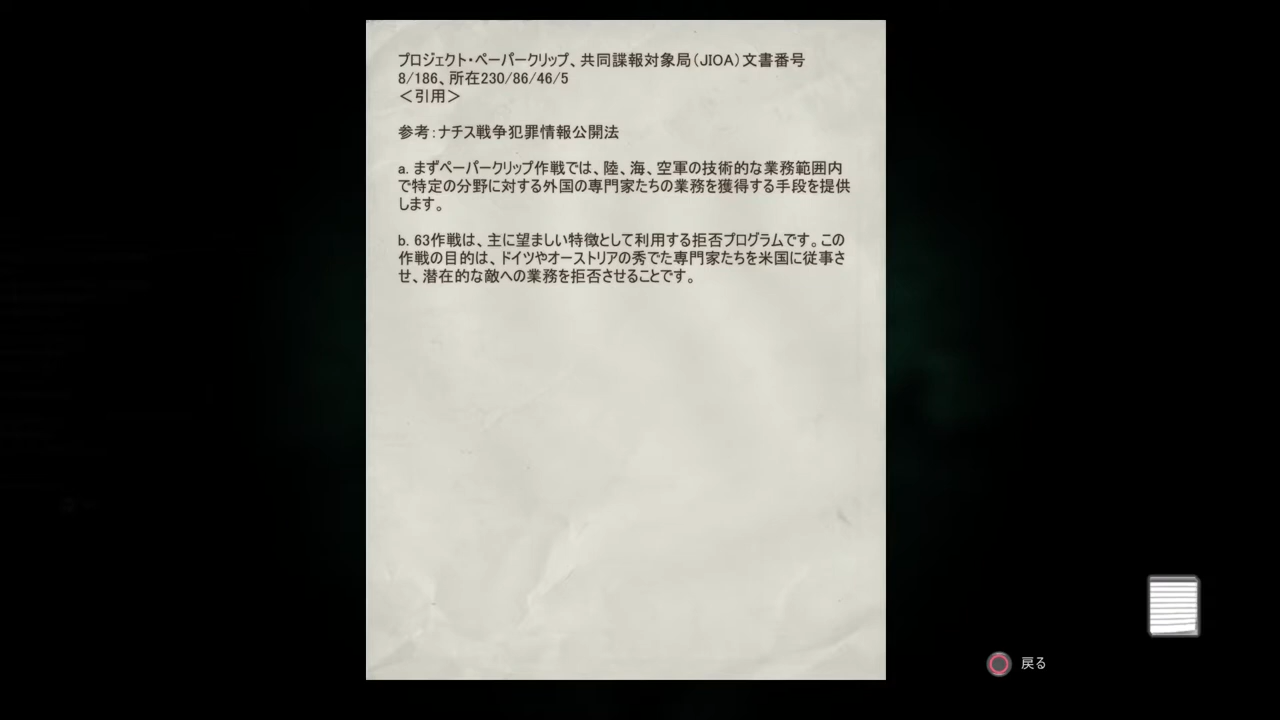 プロジェクト・ペーパークリップ、共同諜報対象局（JIOA）文書番号
8/186、所在230/86/46/5
＜引用＞
参考：ナチス戦争犯罪情報公開法
a. まずペーパークリップ作戦では、陸、海、空軍の技術的な業務範囲内
で特定の分野に対する外国の専門家たちの業務を獲得する手段を提供
します。
b. 63作戦は、主に望ましい特徴として利用する拒否プログラムです。この
作戦の目的は、ドイツやオーストリアの秀でた専門家たちを米国に従事さ
せ、潜在的な敵への業務を拒否させることです。
戻る